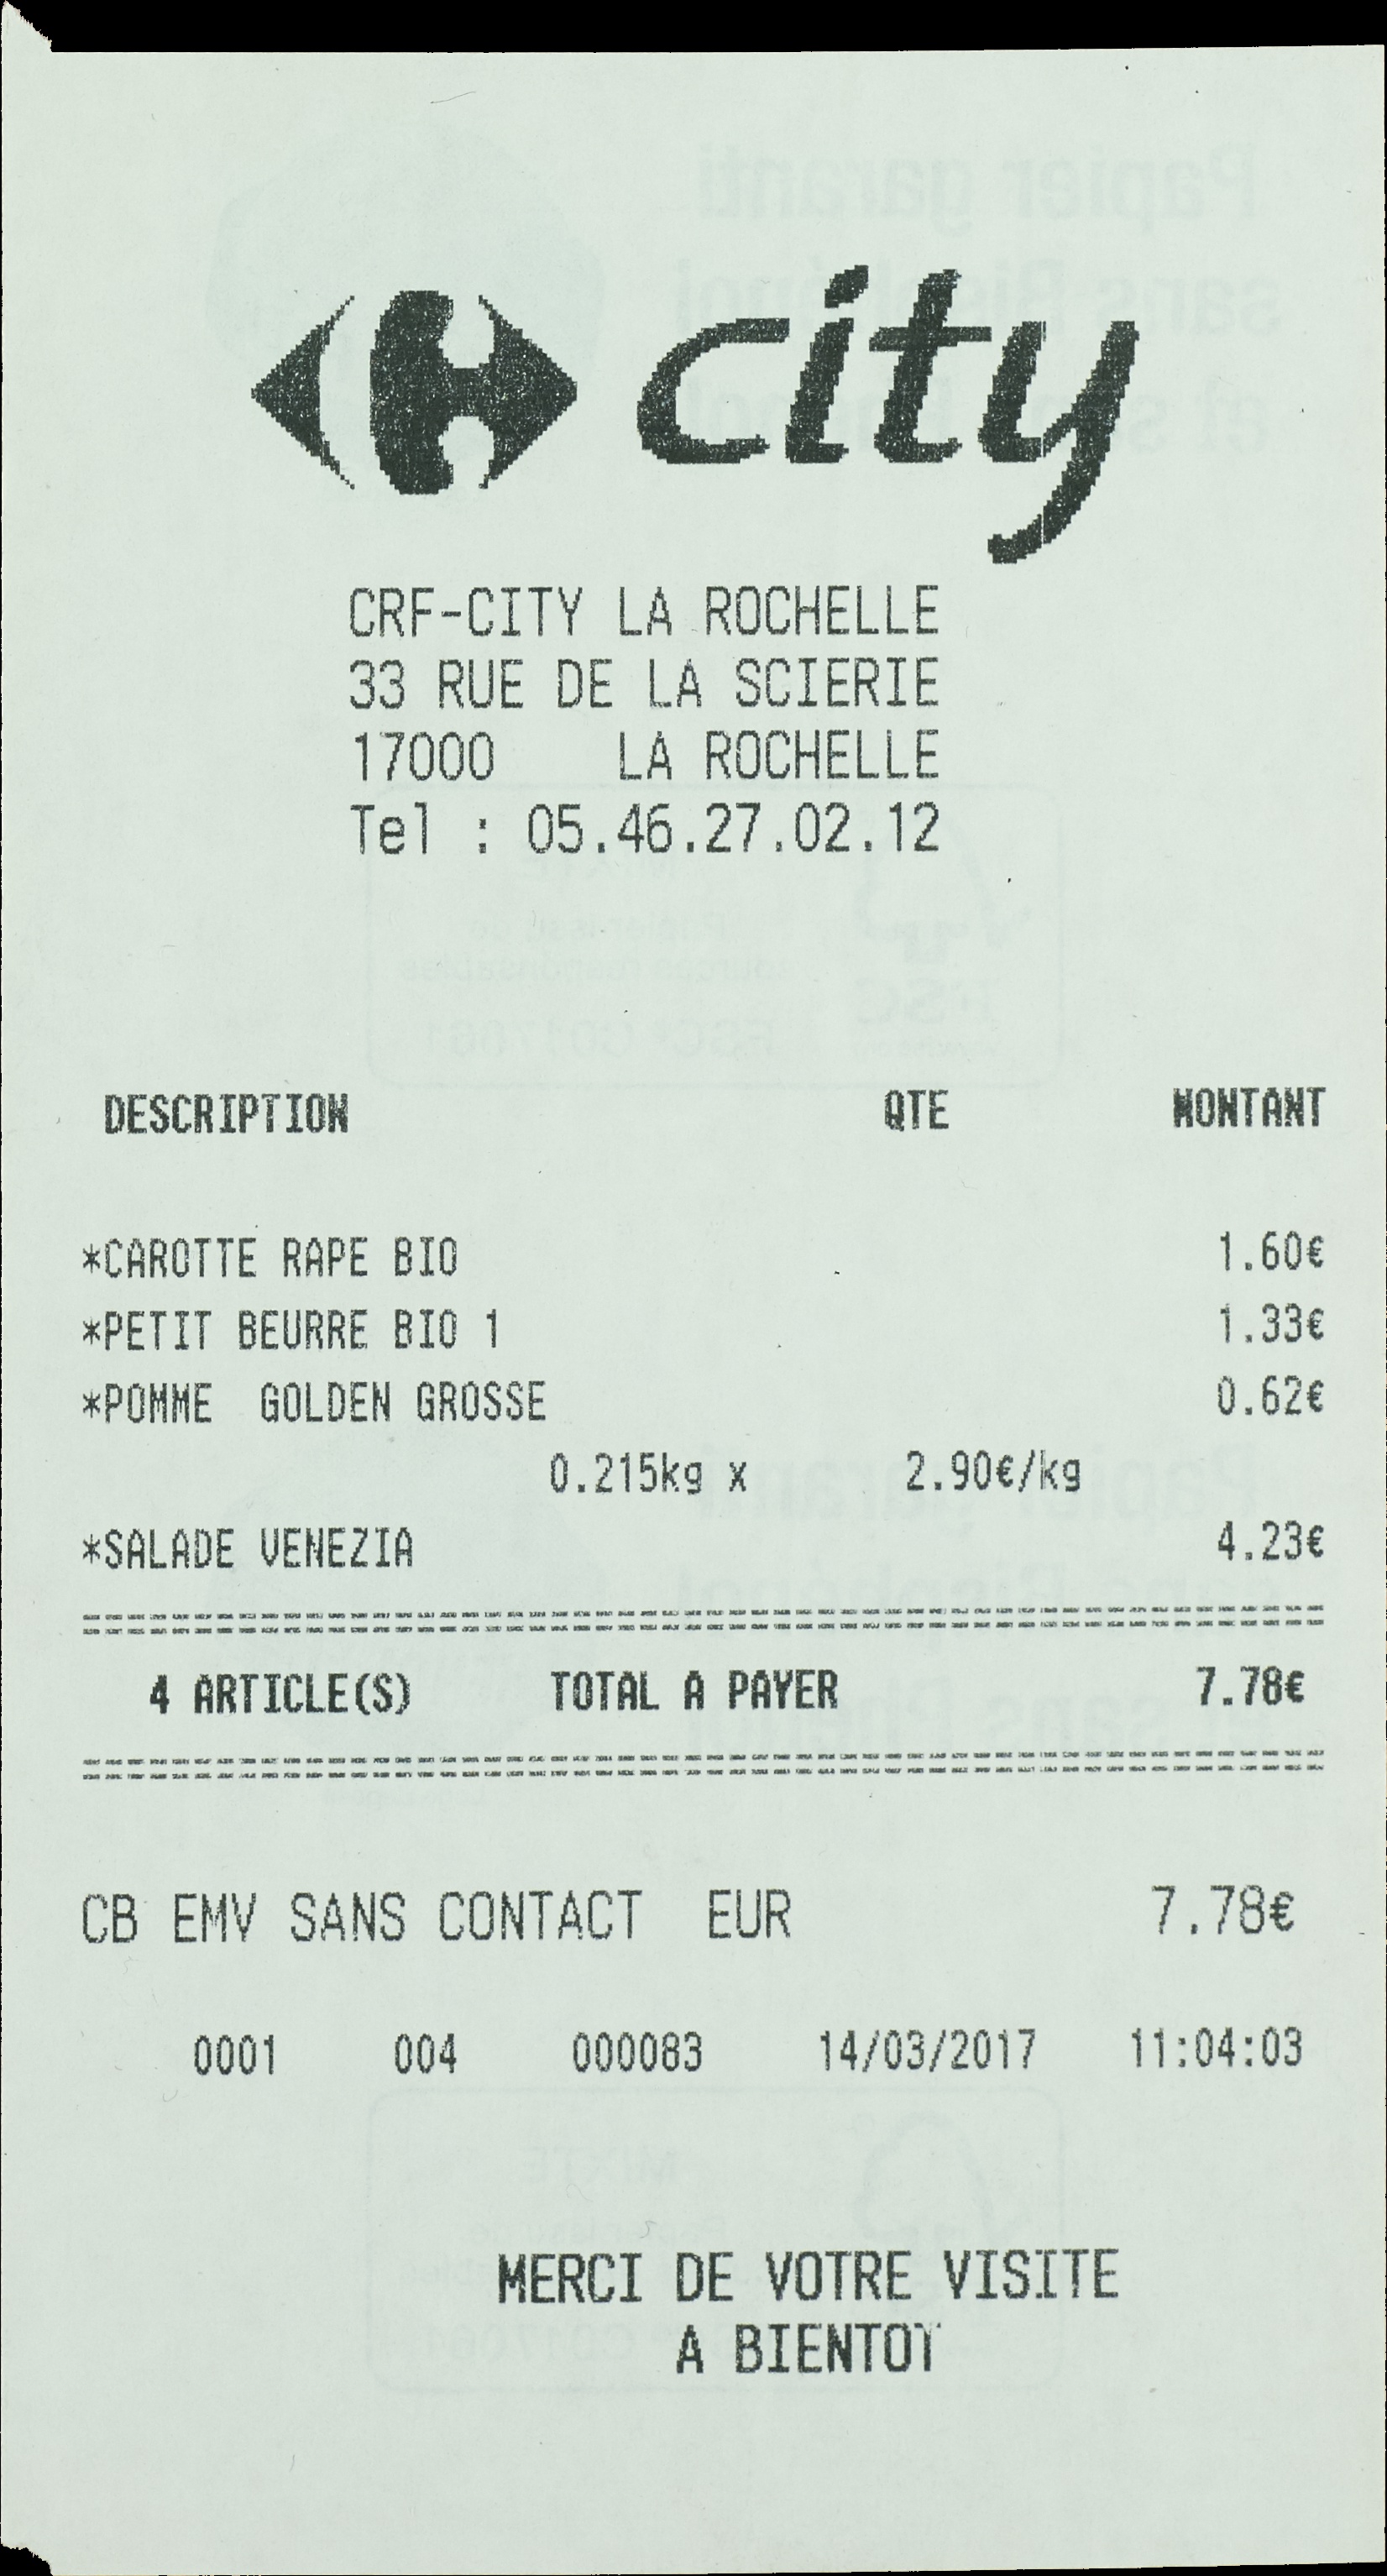 city
CRF-CITY LA ROCHELLE
33 RUE DE LA SCIERIE
17000 LA ROCHELLE
Tel : 05.46.27.02.12
DESCRIPTION QTE MONTANT
*CAROTTE RAPE BIO 1.60€
*PETIT BEURRE BIO 1 1.33€
*POMME GOLDEN GROSSE 0.62€
0.215kg x 2.90€/kg
*SALADE VENEZIA 4.23€
4 ARTICLE(S) TOTAL A PAYER 7.78€
CB EMV SANS CONTACT EUR 7.78€
0001 004 000083 14/03/2017 11:04:03
MERCI DE VOTRE VISITE
A BIENTOT